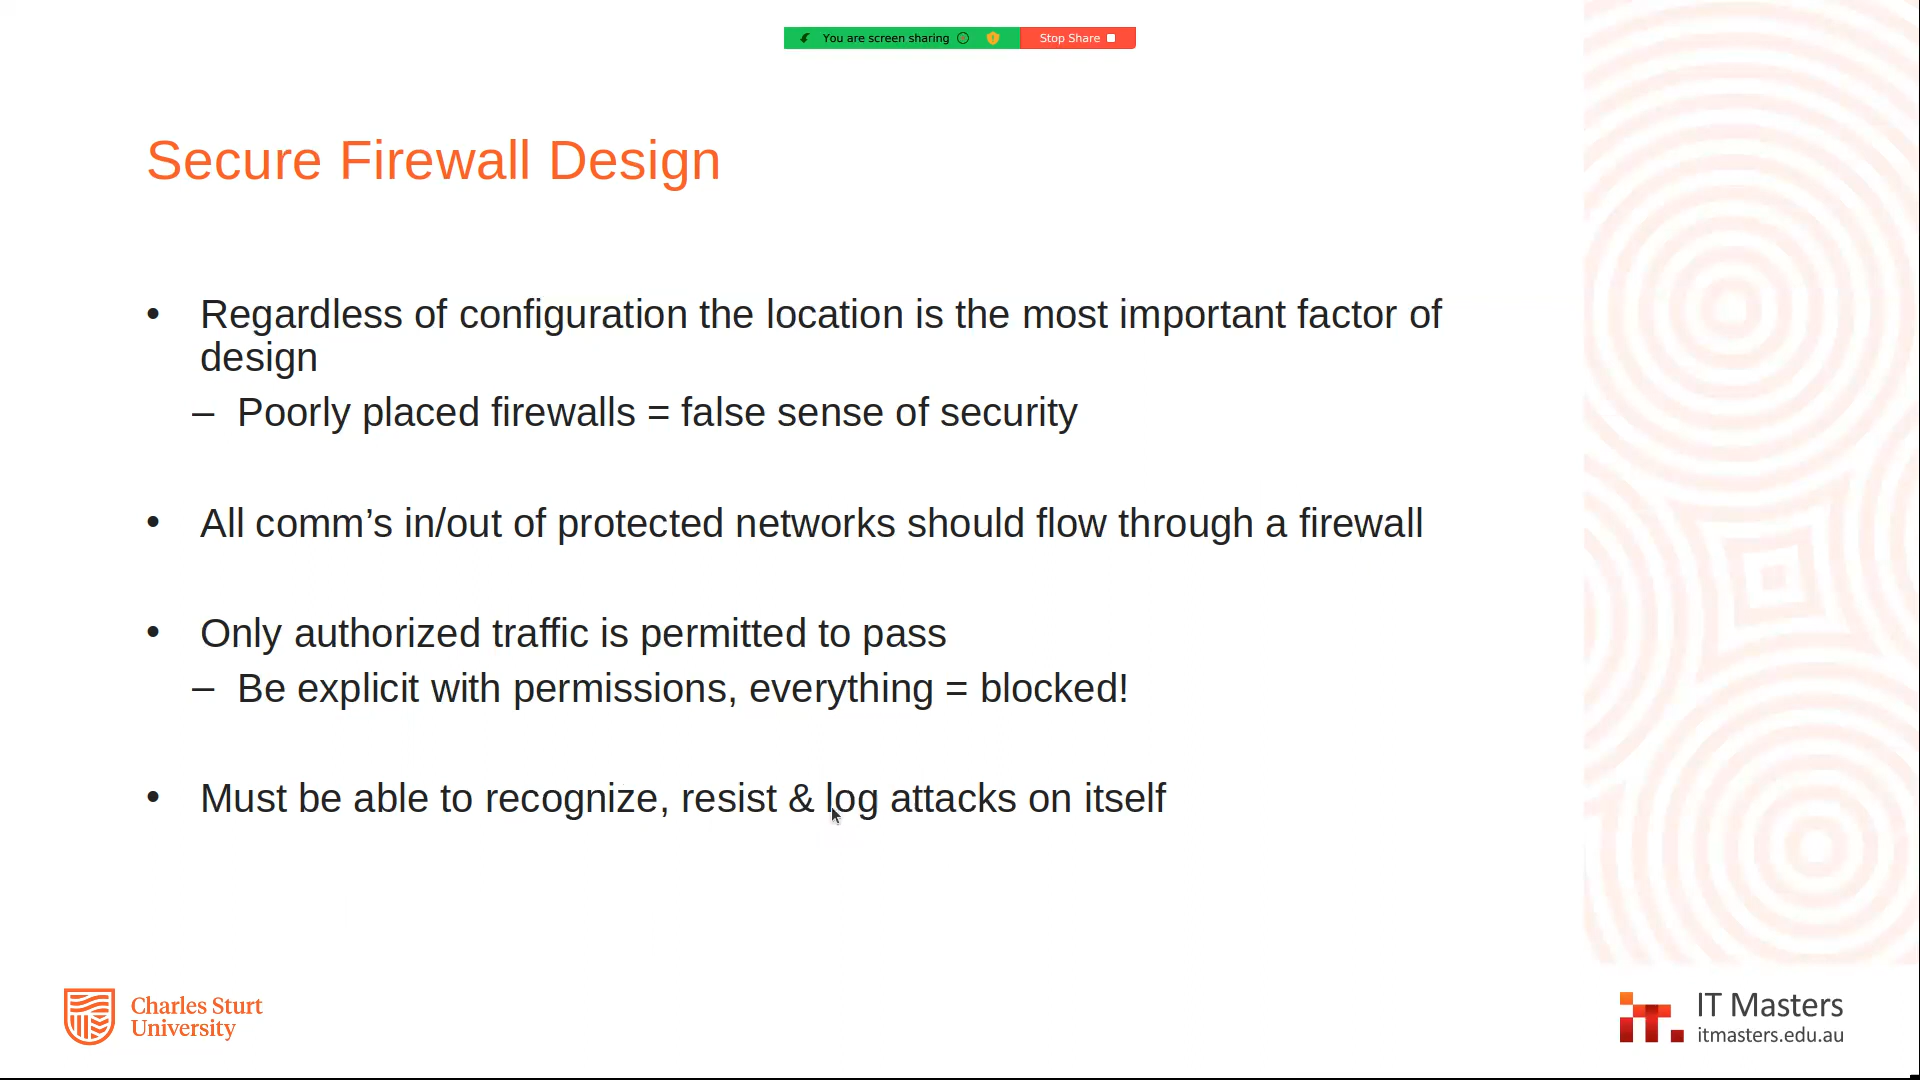 You are screen sharing
Stop Share
Secure Firewall Design
• Regardless of configuration the location is the most important factor of
design
– Poorly placed firewalls = false sense of security
• All comm’s in/out of protected networks should flow through a firewall
• Only authorized traffic is permitted to pass
– Be explicit with permissions, everything = blocked!
• Must be able to recognize, resist & log attacks on itself
Charles Sturt
University
iT.
IT Masters
itmasters.edu.au